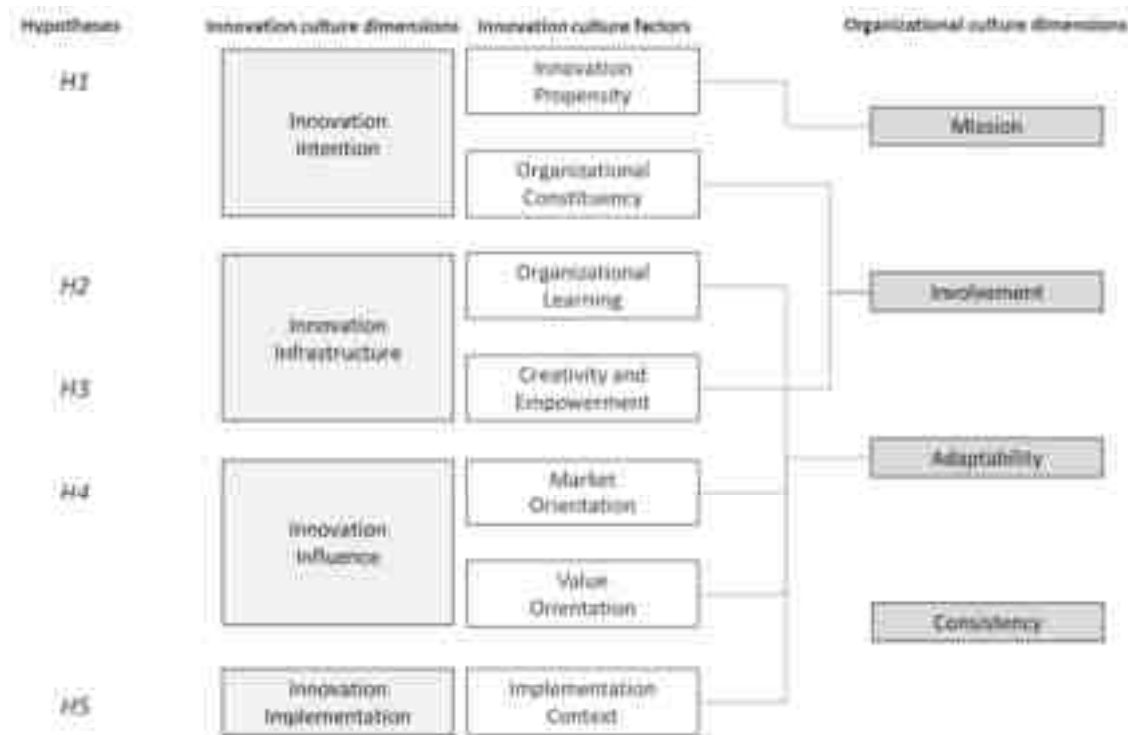 Hypotheses
Innovation culture dimensions
Innovation culture factors
Organizational culture dimensions
H1
Innovation
Intention
Innovation
Propensity
Mission
Organizational
Constituency
H2
Innovation
Infrastructure
Organizational
Learning
Involvement
H3
Creativity and
Empowerment
H4
Innovation
Influence
Market
Orientation
Adaptability
Value
Orientation
Consistency
H5
Innovation
Implementation
Implementation
Context